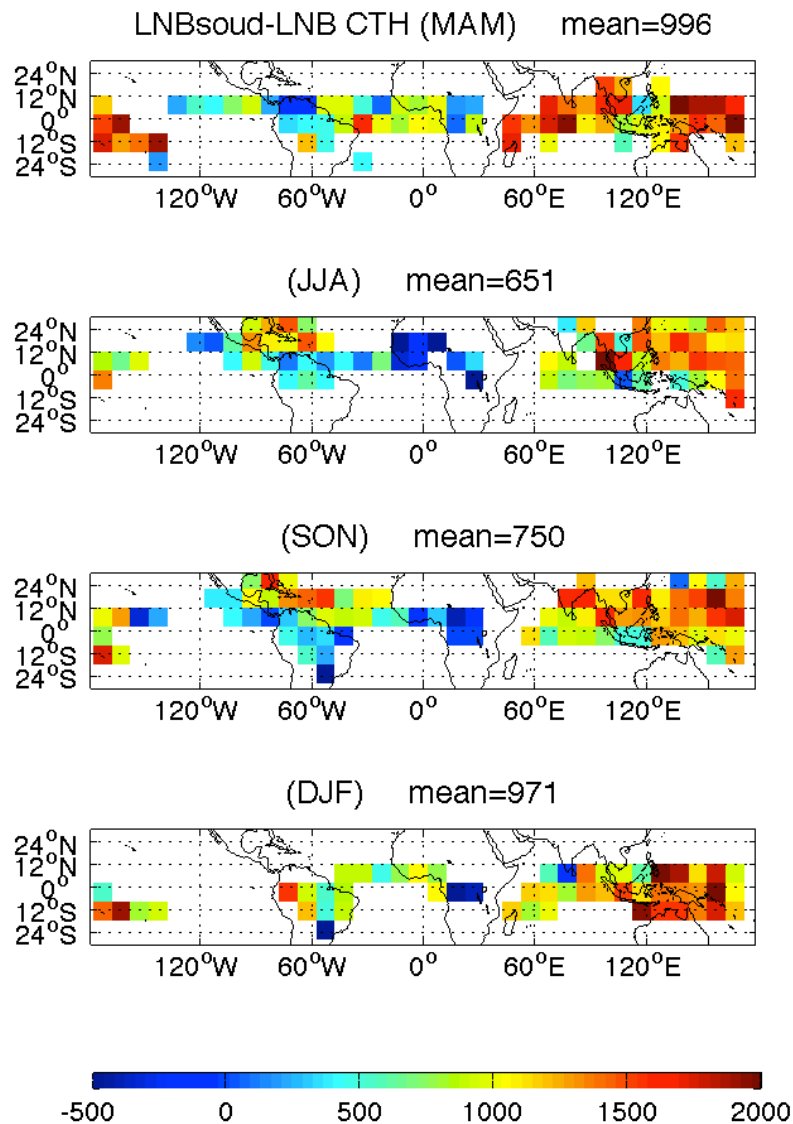 LNBsoud-LNB CTH (MAM) mean=996
24°N
12°N
0°
12°S
24°S
120°W 60°W 0° 60°E 120°E
(JJA) mean=651
24°N
12°N
0°
12°S
24°S
120°W 60°W 0° 60°E 120°E
(SON) mean=750
24°N
12°N
0°
12°S
24°S
120°W 60°W 0° 60°E 120°E
(DJF) mean=971
24°N
12°N
0°
12°S
24°S
120°W 60°W 0° 60°E 120°E
-500 0 500 1000 1500 2000